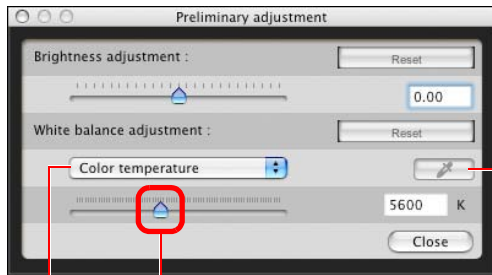 Preliminary adjustment
Brightness adjustment :
Reset
0.00
White balance adjustment :
Reset
Color temperature
5600 K
Close